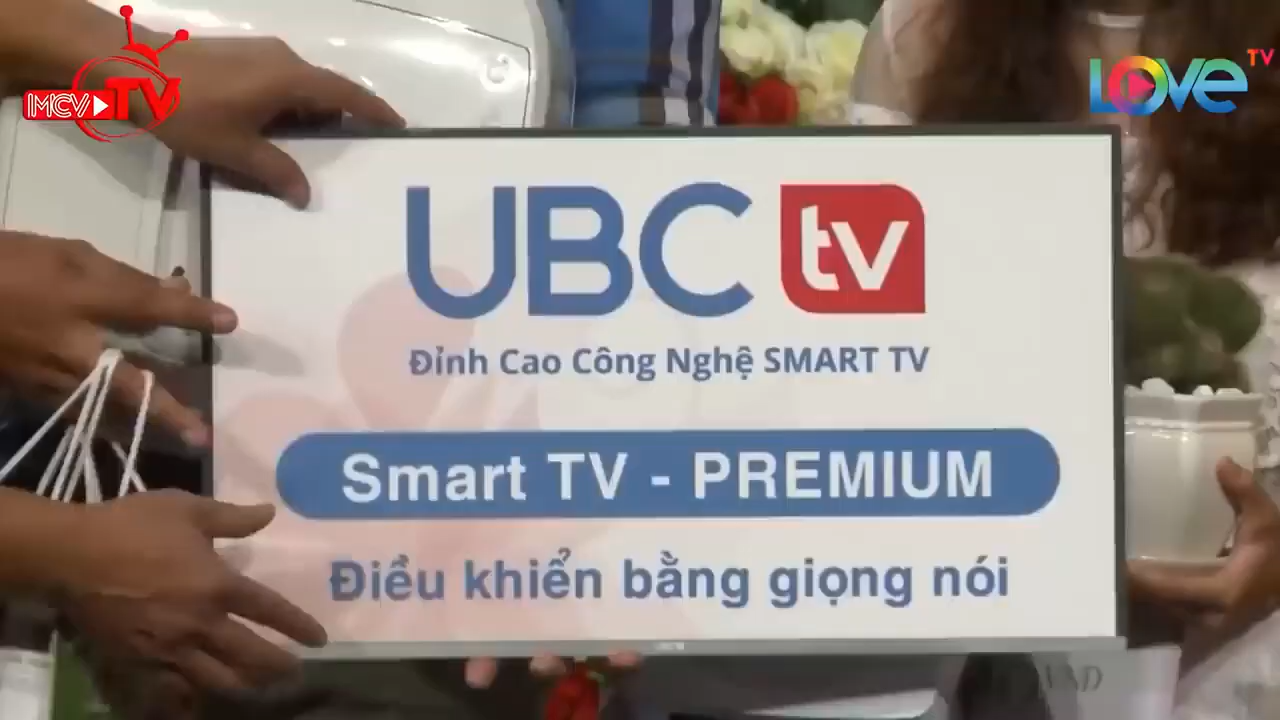 MCV TV
LOVE TV
UBC tv
Đỉnh Cao Công Nghệ SMART TV
Smart TV - PREMIUM
Điều khiển bằng giọng nói